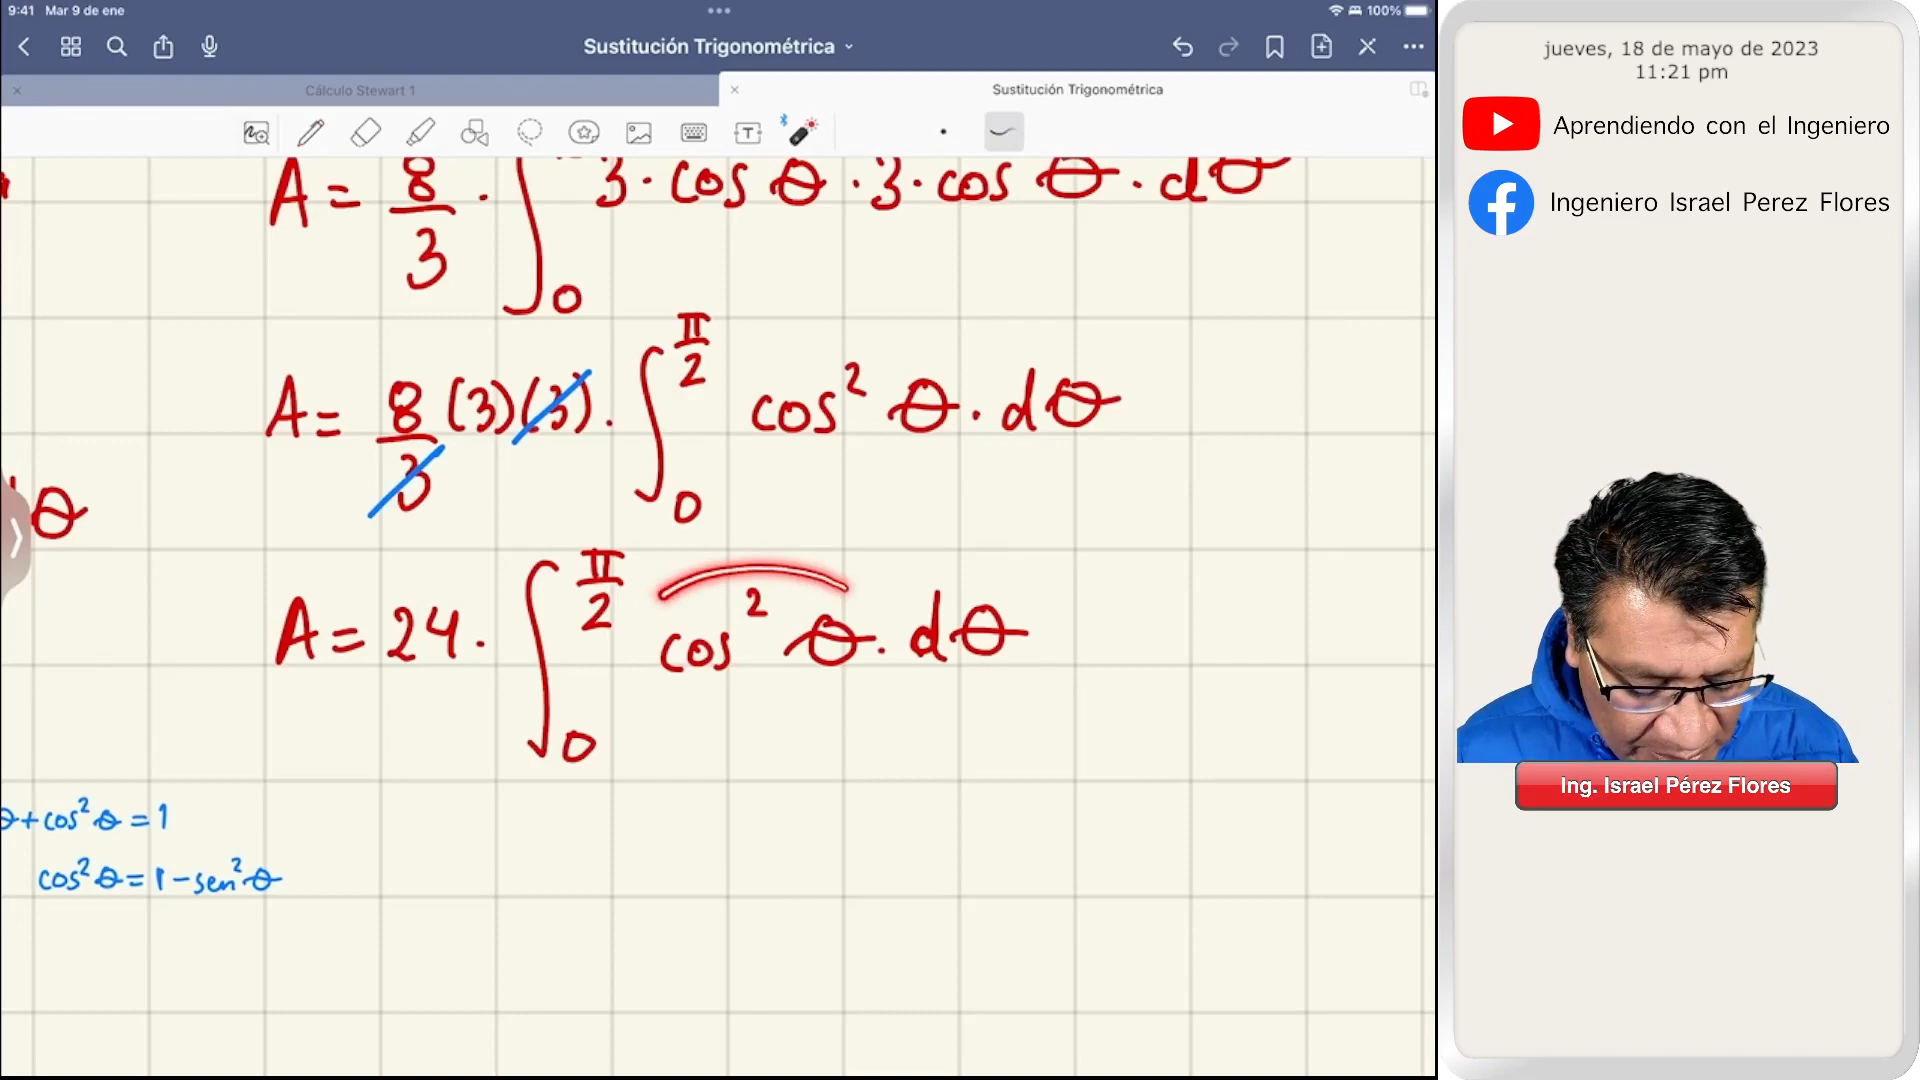 9:41 Mar 9 de ene
100%
Sustitución Trigonométrica
Cálculo Stewart 1
Sustitución Trigonométrica
A = 8/3 · ∫₀ 3 · cos θ · 3 · cos θ · dθ
A = 8/3 (3)(3) · ∫₀^(π/2) cos² θ · dθ
θ
A = 24 · ∫₀^(π/2) cos² θ · dθ
θ + cos² θ = 1
cos² θ = 1 − sen² θ
jueves, 18 de mayo de 2023
11:21 pm
Aprendiendo con el Ingeniero
Ingeniero Israel Perez Flores
Ing. Israel Pérez Flores